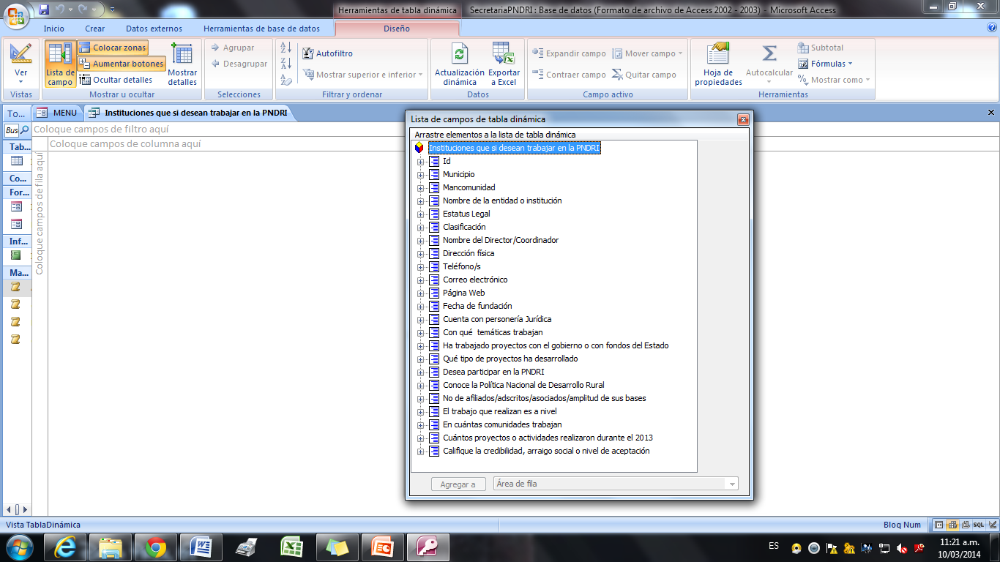 Herramientas de tabla dinámica
SecretariaPNDRI : Base de datos (Formato de archivo de Access 2002 - 2003) - Microsoft Access
Inicio
Crear
Datos externos
Herramientas de base de datos
Diseño
Ver
Lista de campo
Colocar zonas
Aumentar botones
Ocultar detalles
Mostrar detalles
Agrupar
Desagrupar
Autofiltro
Mostrar superior e inferior
Actualización dinámica
Exportar a Excel
Expandir campo
Contraer campo
Mover campo
Quitar campo
Hoja de propiedades
Autocalcular
Subtotal
Fórmulas
Mostrar como
Vistas
Mostrar u ocultar
Selecciones
Filtrar y ordenar
Datos
Campo activo
Herramientas
To...
MENU
Instituciones que si desean trabajar en la PNDRI
Bus
Tab...
Co...
For...
Inf...
Ma...
Coloque campos de filtro aquí
Coloque campos de columna aquí
Coloque campos de fila aquí
Lista de campos de tabla dinámica
Arrastre elementos a la lista de tabla dinámica
Instituciones que si desean trabajar en la PNDRI
Id
Municipio
Mancomunidad
Nombre de la entidad o institución
Estatus Legal
Clasificación
Nombre del Director/Coordinador
Dirección física
Teléfono/s
Correo electrónico
Página Web
Fecha de fundación
Cuenta con personería Jurídica
Con qué  temáticas trabajan
Ha trabajado proyectos con el gobierno o con fondos del Estado
Qué tipo de proyectos ha desarrollado
Desea participar en la PNDRI
Conoce la Política Nacional de Desarrollo Rural
No de afiliados/adscritos/asociados/amplitud de sus bases
El trabajo que realizan es a nivel
En cuántas comunidades trabajan
Cuántos proyectos o actividades realizaron durante el 2013
Califique la credibilidad, arraigo social o nivel de aceptación
Agregar a
Área de fila
Vista TablaDinámica
Bloq Num
SQL
ES
11:21 a.m.
10/03/2014